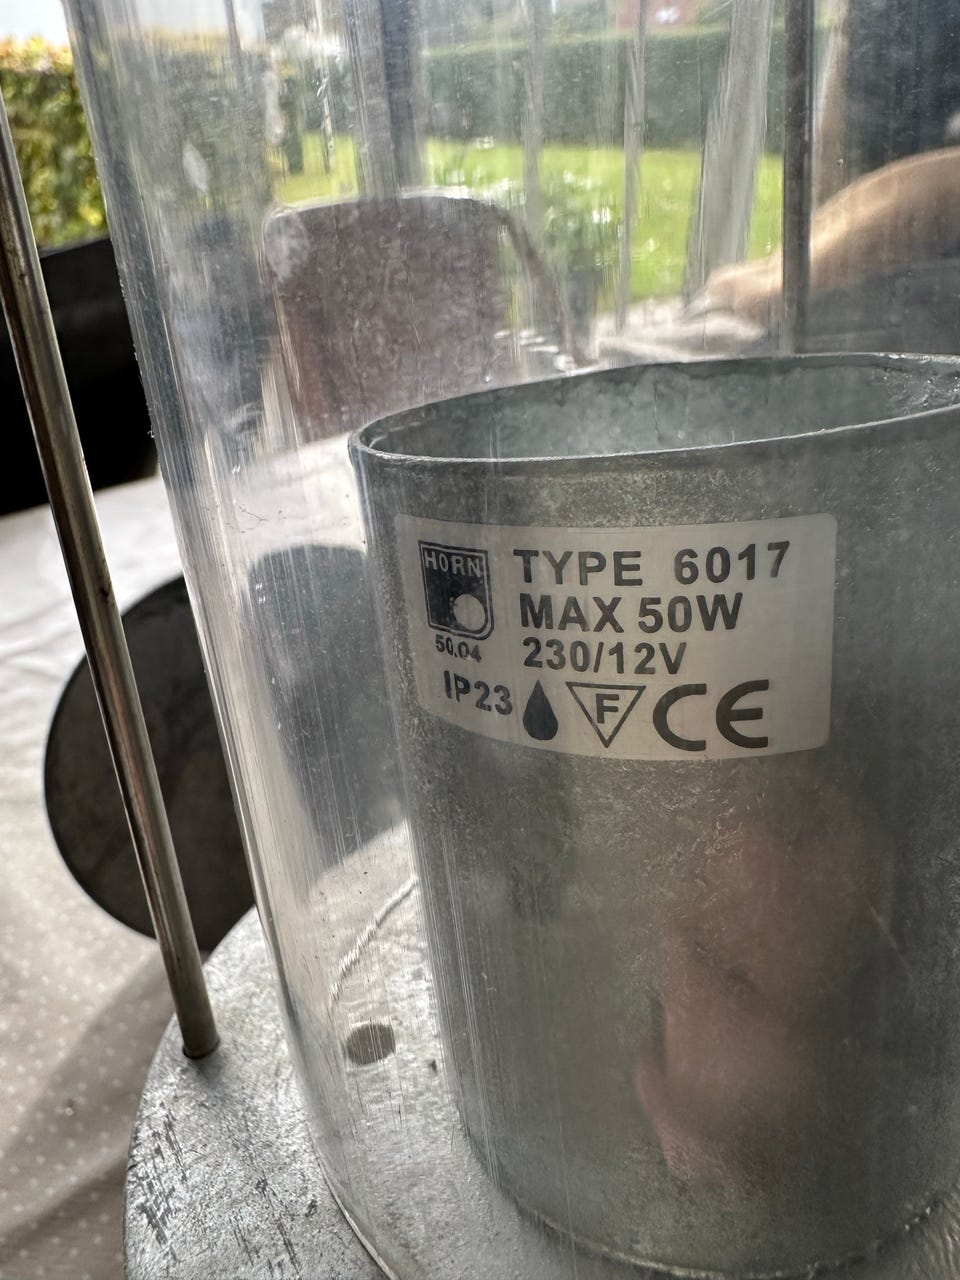 HORN
TYPE 6017
MAX 50W
50.04
230/12V
IP23 F CE